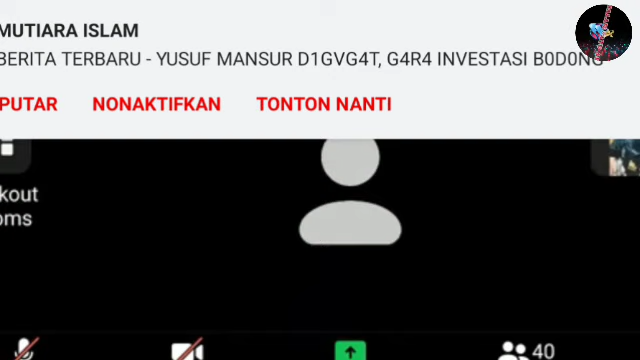 MUTIARA ISLAM
BERITA TERBARU - YUSUF MANSUR D1GVG4T, G4R4 INVESTASI B0D0NG
PUTAR NONAKTIFKAN TONTON NANTI
kout
oms
40